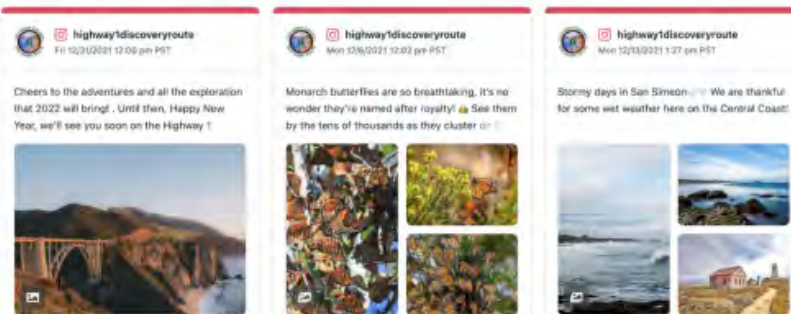 highway1discoveryroute
Fri 12/31/2021 12:00 pm PST
Cheers to the adventures and all the exploration
that 2022 will bring! . Until then, Happy New
Year, we'll see you soon on the Highway
highway1discoveryroute
Mon 12/6/2021 12:02 pm PST
Monarch butterflies are so breathtaking, it's no
wonder they're named after royalty! 👑 See them
by the tens of thousands as they cluster on
highway1discoveryroute
Mon 12/13/2021 1:27 pm PST
Stormy days in San Simeon We are thankful
for some wet weather here on the Central Coast!